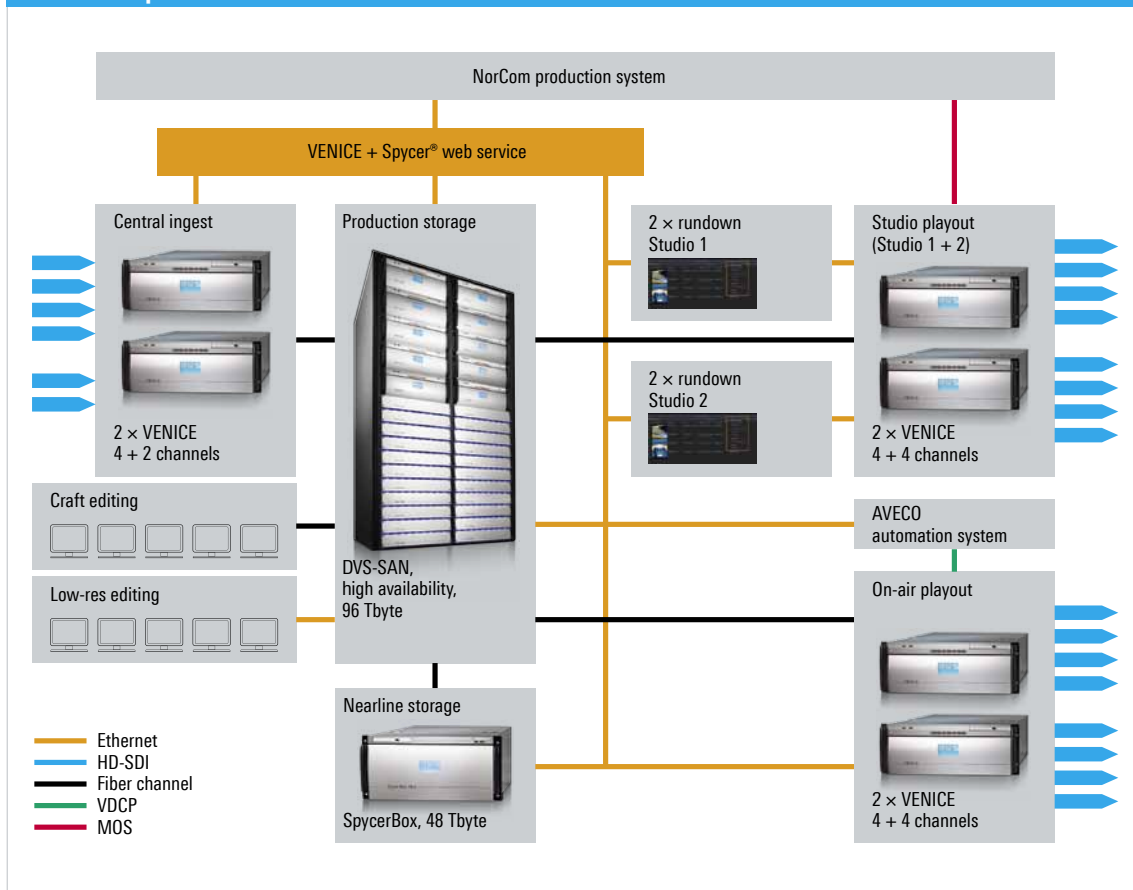 NorCom production system
VENICE + Spycer® web service
Central ingest
2 × VENICE
4 + 2 channels
Production storage
DVS-SAN,
high availability,
96 Tbyte
2 × rundown
Studio 1
2 × rundown
Studio 2
Studio playout
(Studio 1 + 2)
2 × VENICE
4 + 4 channels
Craft editing
Low-res editing
AVECO
automation system
On-air playout
2 × VENICE
4 + 4 channels
Nearline storage
SpycerBox, 48 Tbyte
Ethernet
HD-SDI
Fiber channel
VDCP
MOS